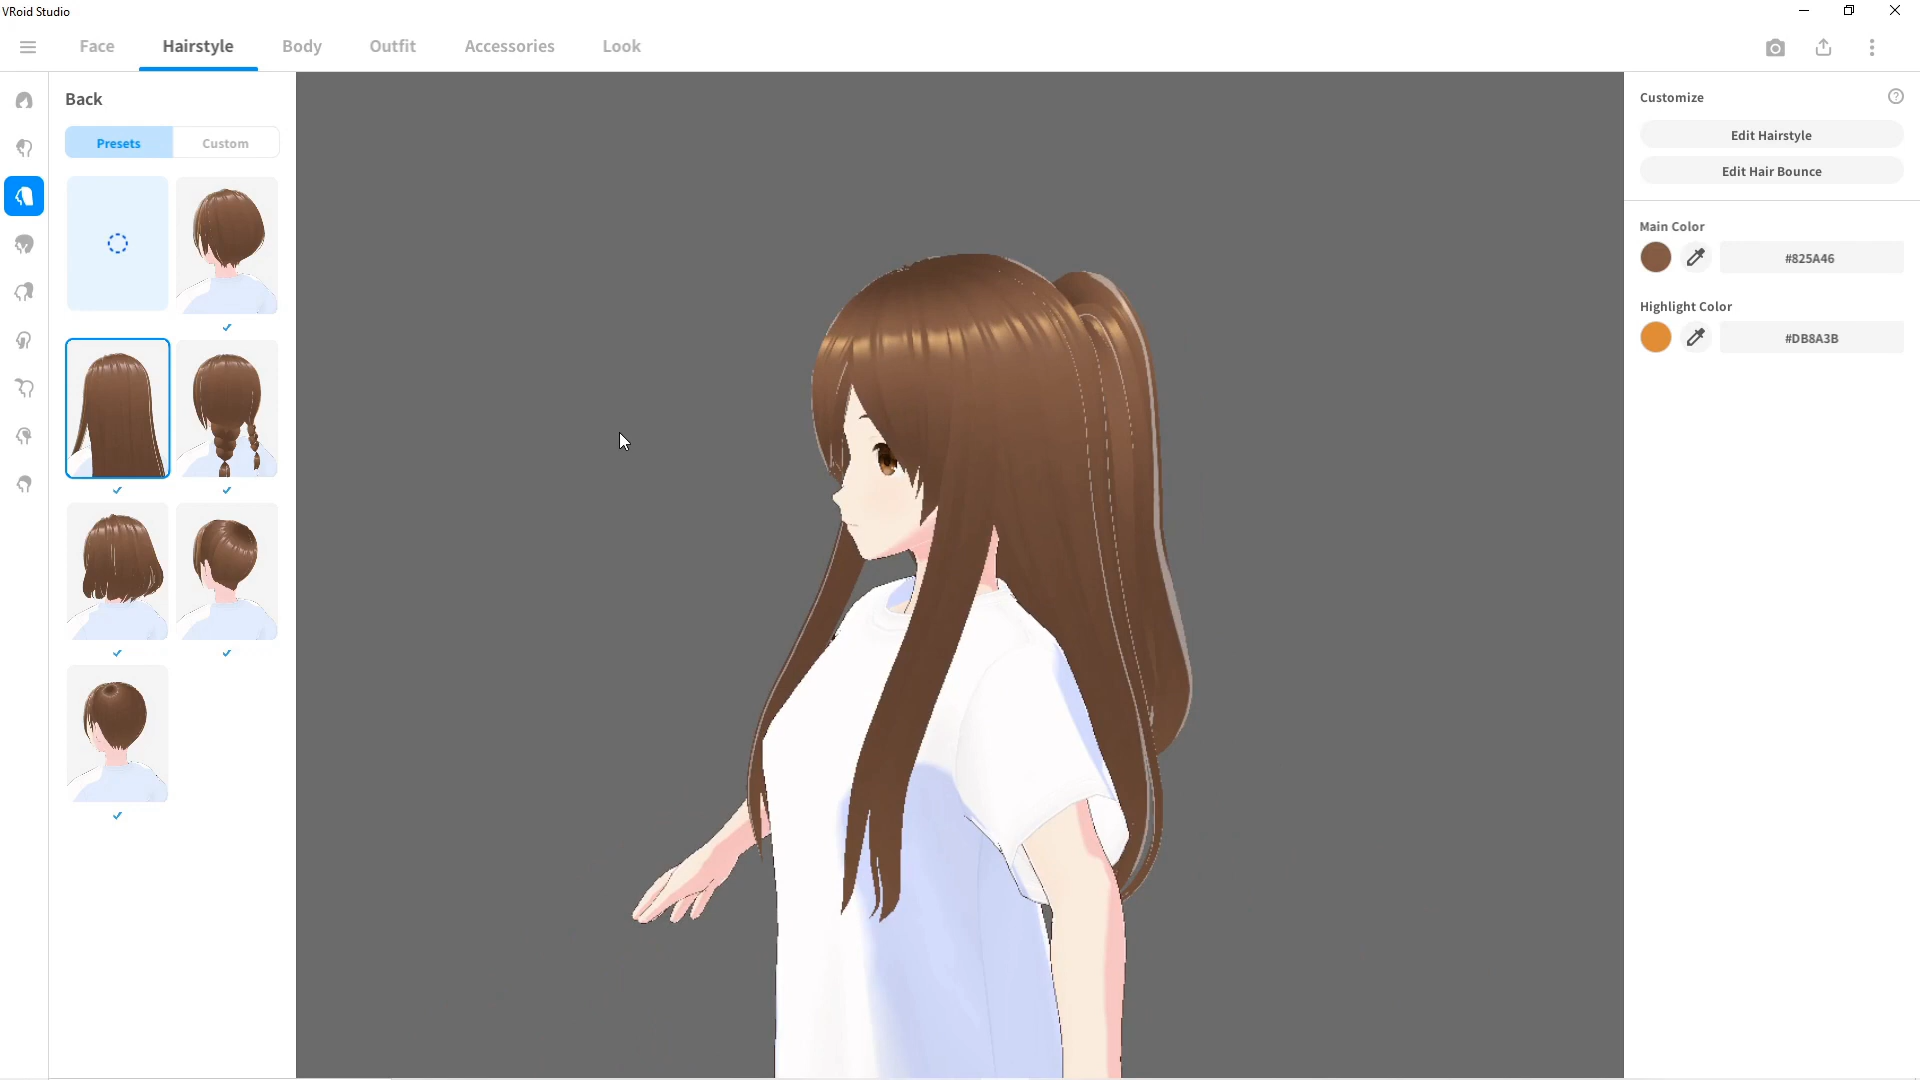 VRoid Studio
Face Hairstyle Body Outfit Accessories Look
Back
Presets Custom
Customize
Edit Hairstyle
Edit Hair Bounce
Main Color
#825A46
Highlight Color
#DB8A3B